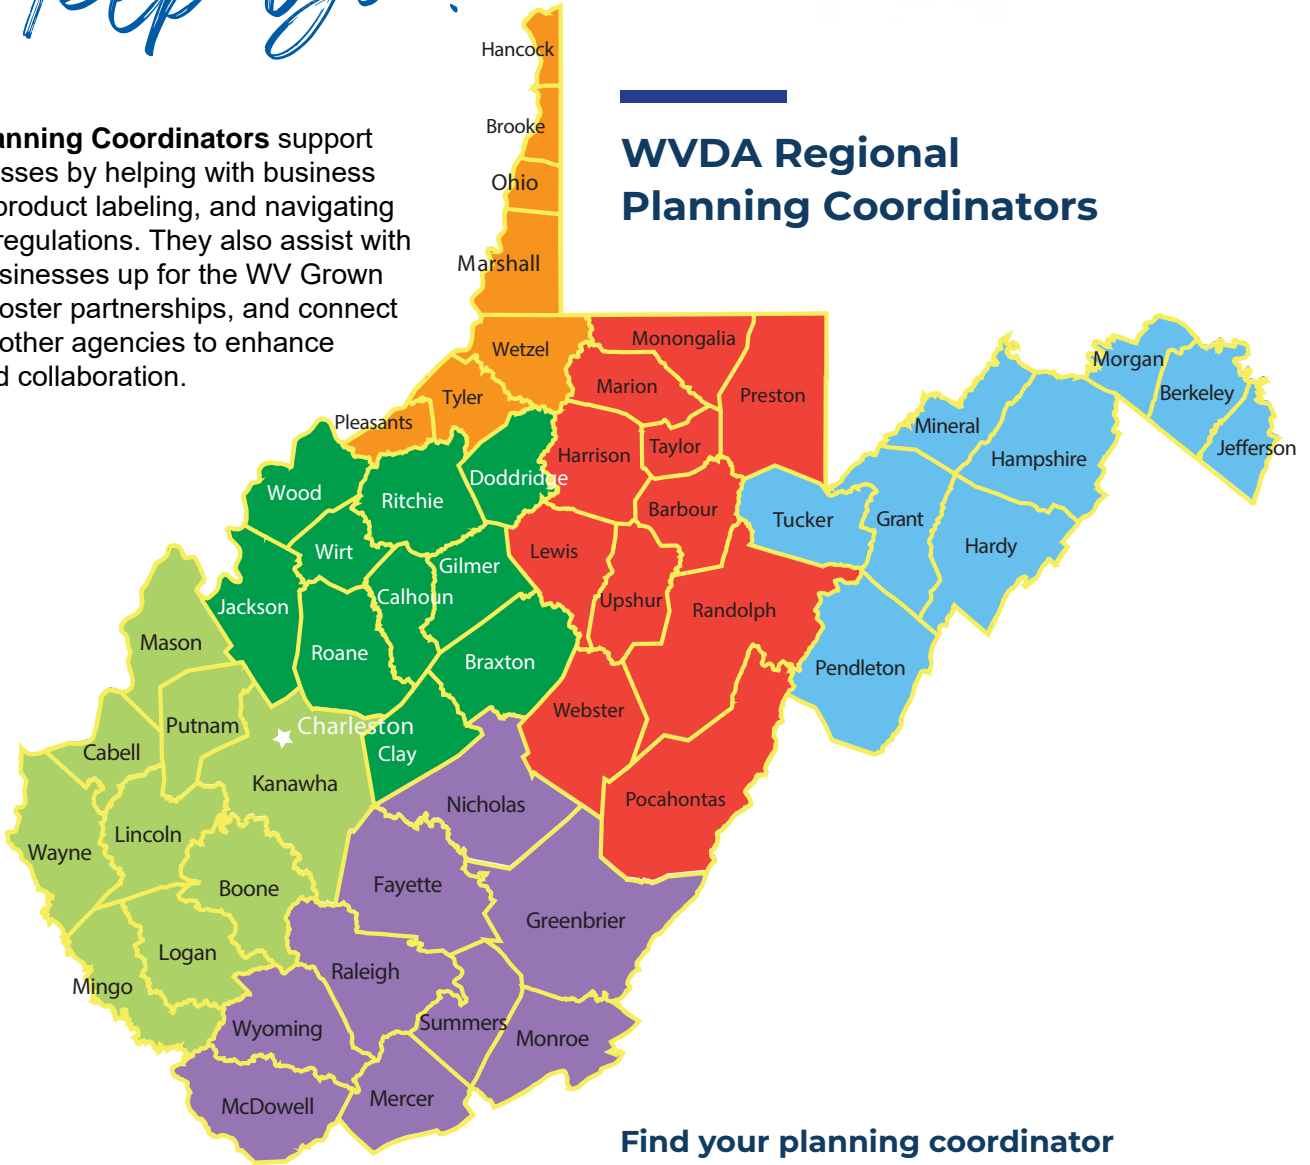 anning Coordinators support
sses by helping with business
product labeling, and navigating
regulations. They also assist with
sinesses up for the WV Grown
oster partnerships, and connect
other agencies to enhance
d collaboration.
WVDA Regional
Planning Coordinators
Hancock
Brooke
Ohio
Marshall
Wetzel
Monongalia
Marion
Preston
Tyler
Pleasants
Harrison
Taylor
Doddridge
Ritchie
Wood
Barbour
Tucker
Grant
Mineral
Hampshire
Morgan
Berkeley
Jefferson
Hardy
Wirt
Gilmer
Lewis
Calhoun
Upshur
Randolph
Jackson
Mason
Roane
Braxton
Pendleton
Webster
Putnam
Charleston
Cabell
Clay
Kanawha
Nicholas
Pocahontas
Lincoln
Wayne
Boone
Fayette
Greenbrier
Logan
Raleigh
Mingo
Wyoming
Summers
Monroe
McDowell
Mercer
Find your planning coordinator